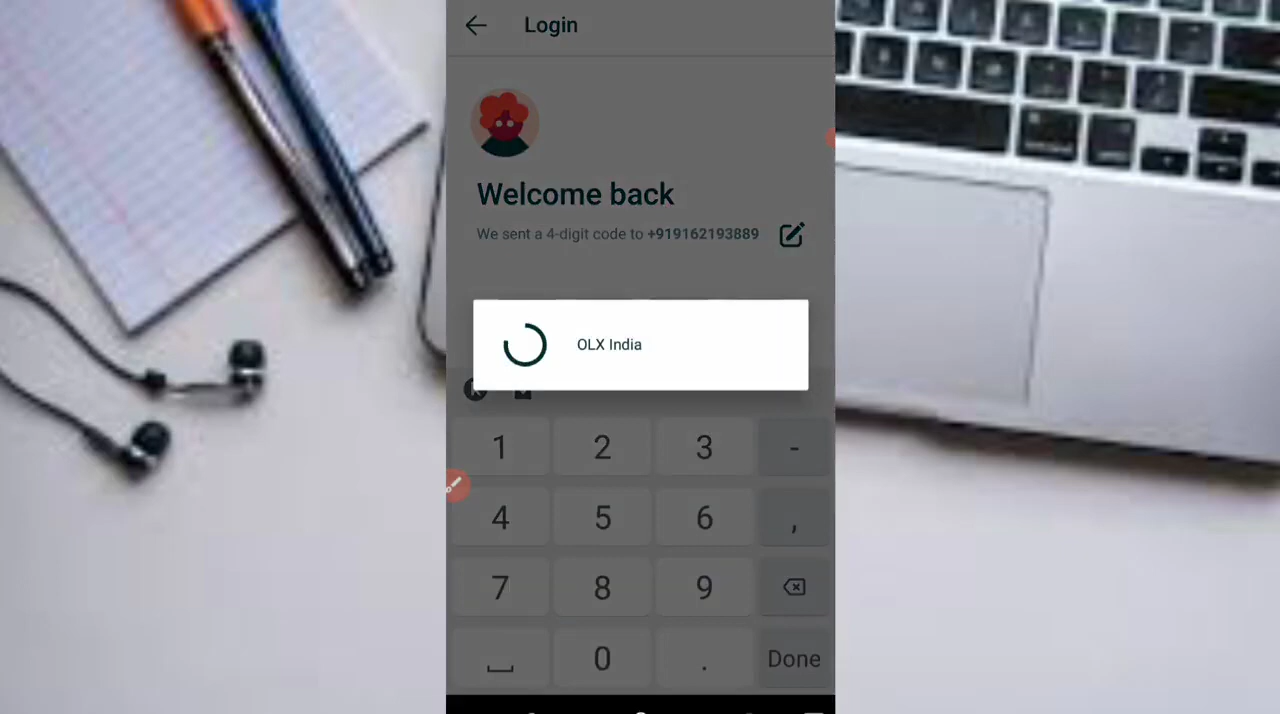 Login
Welcome back
We sent a 4-digit code to +919162193889
OLX India
1 2 3 -
4 5 6 ,
7 8 9
0 . Done